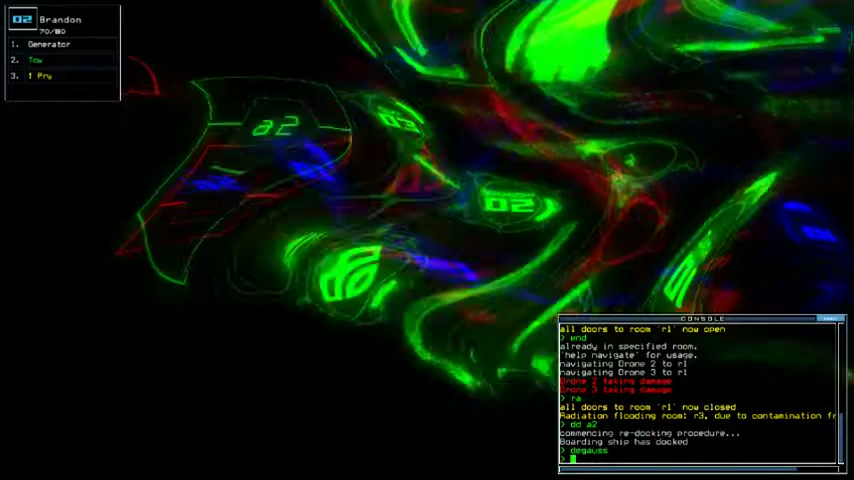 02 Brandon
70/80
1. Generator
2. Tow
3. ! Pry
a2
03
02
CONSOLE
all doors to room 'r1' now open
> end
already in specified room.
'help navigate' for usage.
navigating Drone 2 to r1
navigating Drone 3 to r1
Drone 2 taking damage
Drone 3 taking damage
> ra
all doors to room 'r1' now closed
Radiation flooding room: r3, due to contamination fr
> dd a2
commencing re-docking procedure...
Boarding ship has docked
> degauss
>